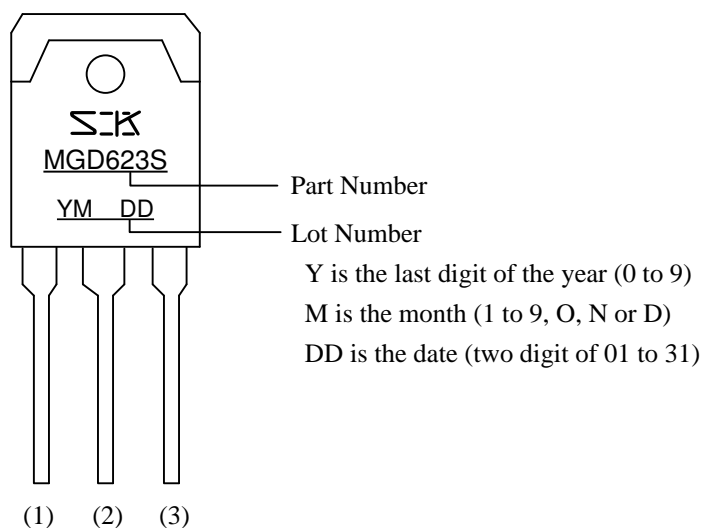 SK
MGD623S
YM DD
Part Number
Lot Number
Y is the last digit of the year (0 to 9)
M is the month (1 to 9, O, N or D)
DD is the date (two digit of 01 to 31)
(1) (2) (3)